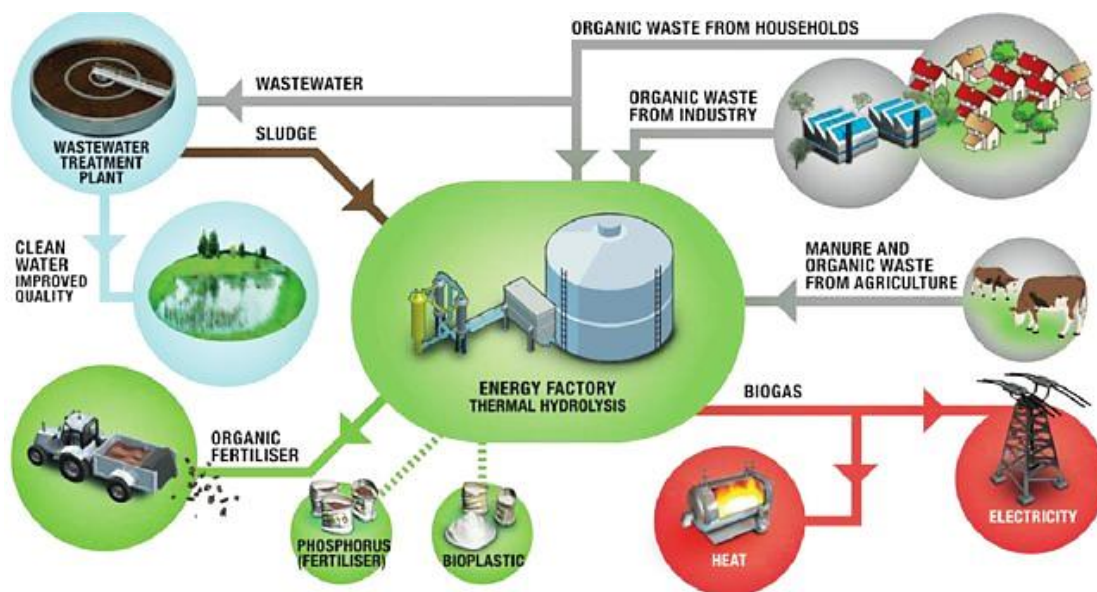 ORGANIC WASTE FROM HOUSEHOLDS
WASTEWATER
ORGANIC WASTE
FROM INDUSTRY
SLUDGE
WASTEWATER
TREATMENT
PLANT
CLEAN
WATER
IMPROVED
QUALITY
MANURE AND
ORGANIC WASTE
FROM AGRICULTURE
ENERGY FACTORY
THERMAL HYDROLYSIS
BIOGAS
ORGANIC
FERTILISER
PHOSPHORUS
(FERTILISER)
BIOPLASTIC
HEAT
ELECTRICITY